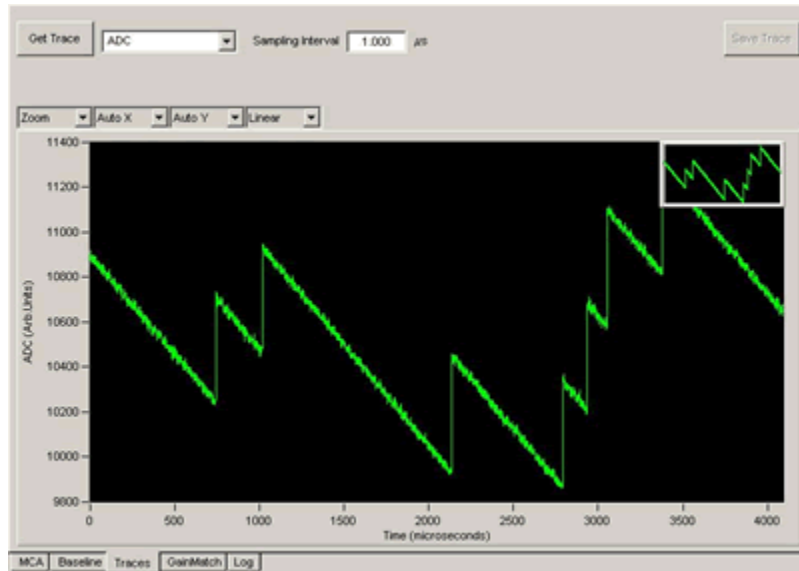 Get Trace ADC Sampling Interval 1.000 µs Save Trace
Zoom Auto X Auto Y Linear
11400
11200
11000
10800
10600
10400
10200
10000
9800
ADC (Arb.Units)
0 500 1000 1500 2000 2500 3000 3500 4000
Time (microseconds)
MCA Baseline Traces GainMatch Log